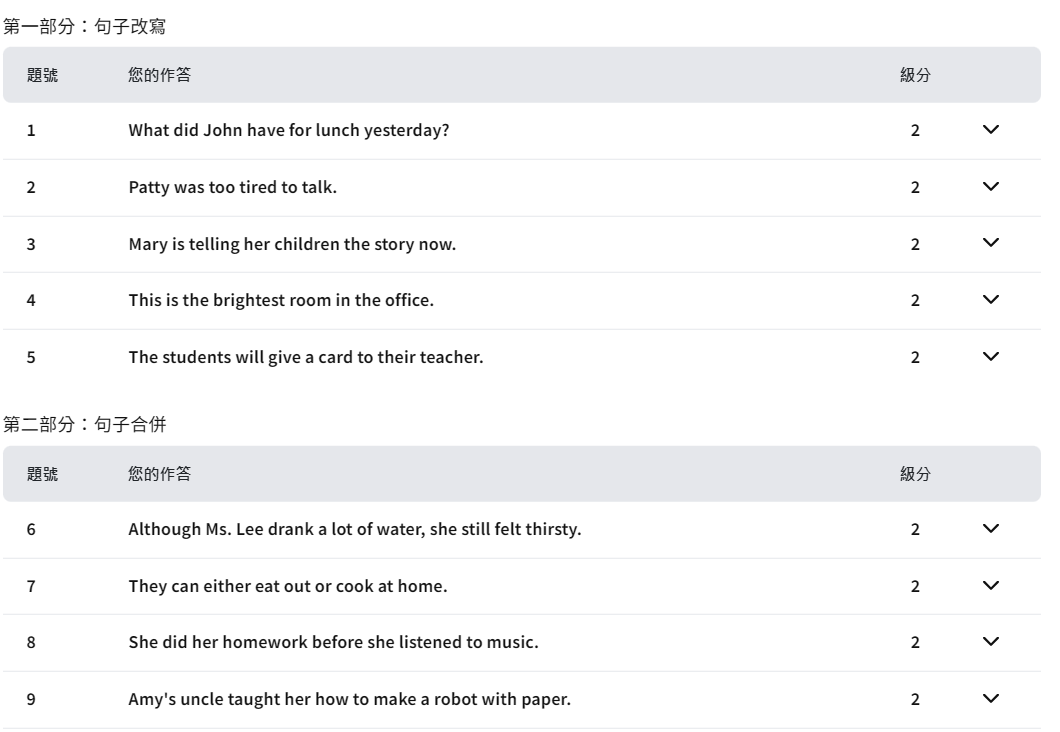 第一部分：句子改寫
題號 您的作答 級分
1 What did John have for lunch yesterday? 2
2 Patty was too tired to talk. 2
3 Mary is telling her children the story now. 2
4 This is the brightest room in the office. 2
5 The students will give a card to their teacher. 2
第二部分：句子合併
題號 您的作答 級分
6 Although Ms. Lee drank a lot of water, she still felt thirsty. 2
7 They can either eat out or cook at home. 2
8 She did her homework before she listened to music. 2
9 Amy's uncle taught her how to make a robot with paper. 2